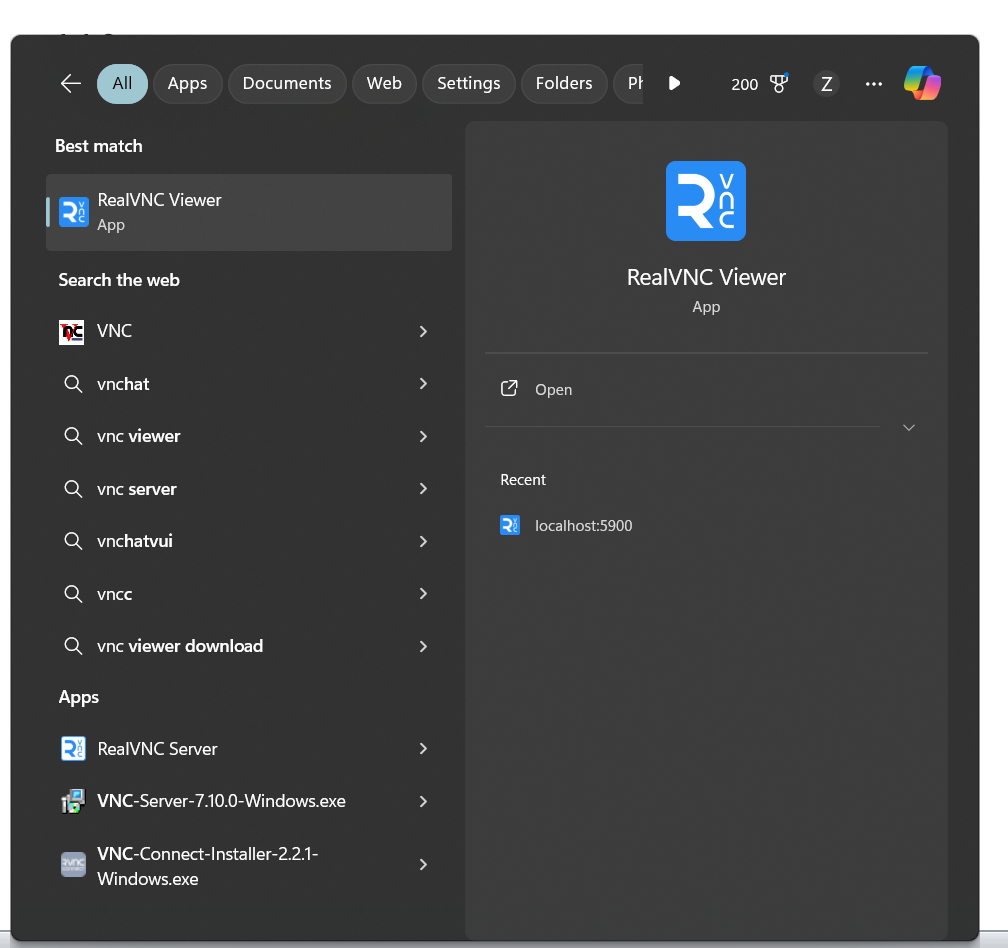 All
Apps
Documents
Web
Settings
Folders
Ph
200
Z
Best match
RealVNC Viewer
App
Search the web
VNC
vnchat
vnc viewer
vnc server
vnchatvui
vncc
vnc viewer download
Apps
RealVNC Server
VNC-Server-7.10.0-Windows.exe
VNC-Connect-Installer-2.2.1-
Windows.exe
RealVNC Viewer
App
Open
Recent
localhost:5900